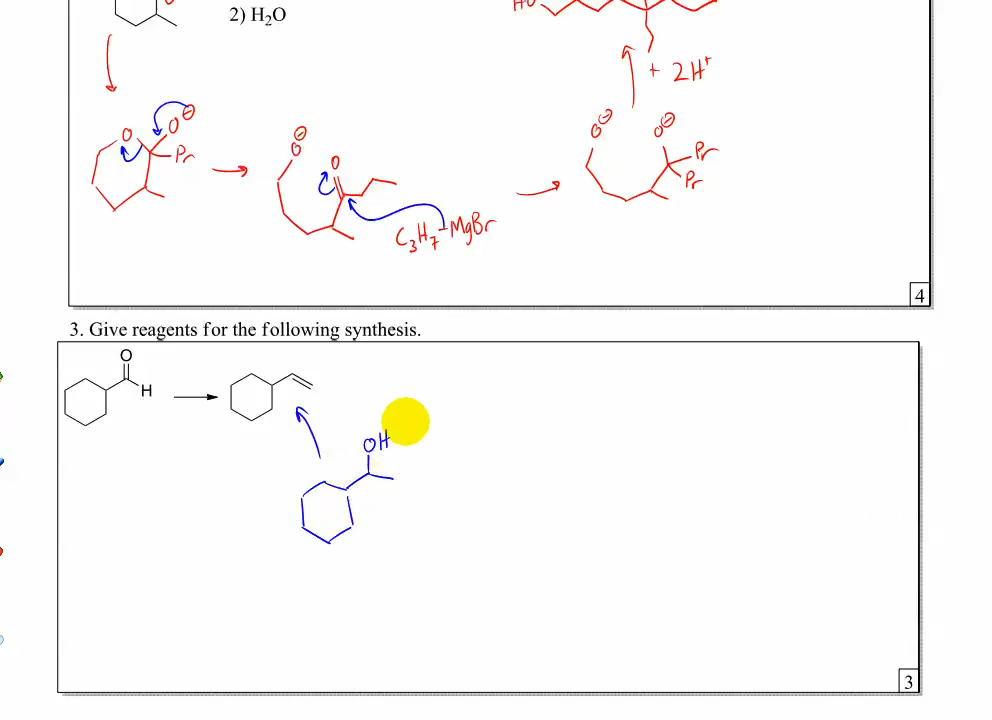 HO
2) H₂O
+ 2H⁺
O⊖
O
Pr
O⊖
O
C₃H₇-MgBr
O⊖
O⊖
Pr
Pr
4
3. Give reagents for the following synthesis.
O
H
OH
3